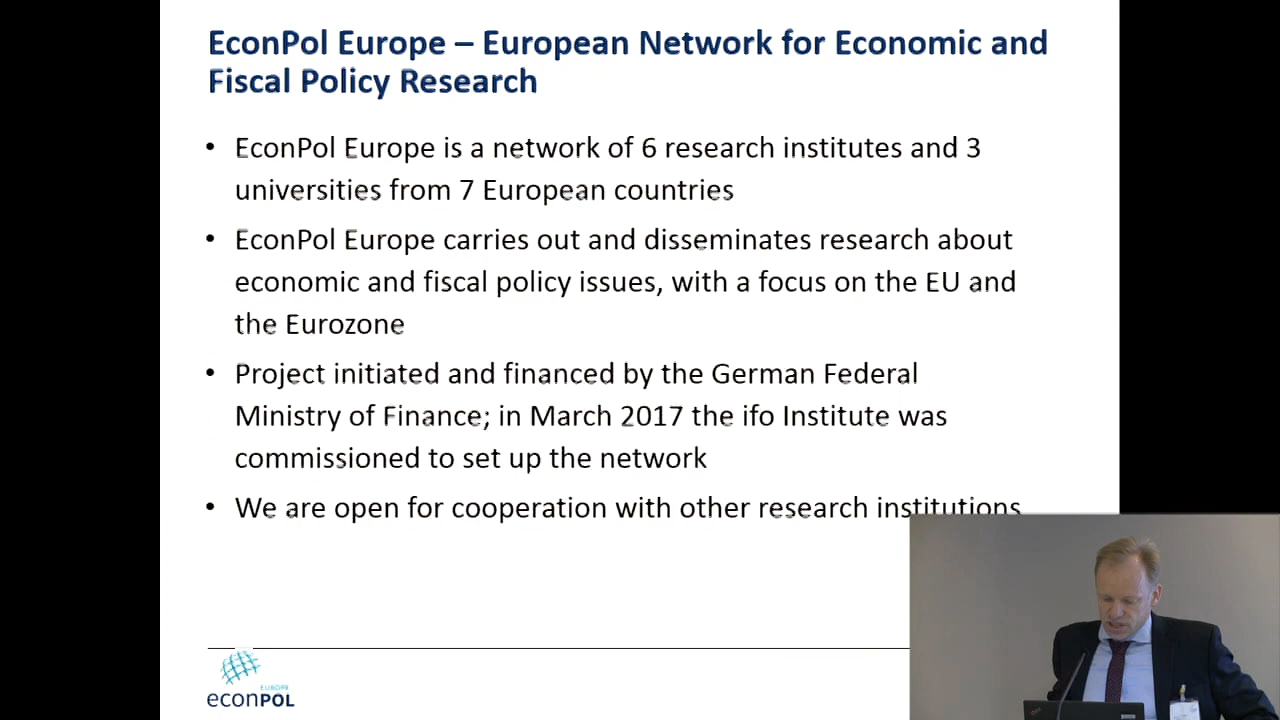 EconPol Europe – European Network for Economic and
Fiscal Policy Research
• EconPol Europe is a network of 6 research institutes and 3
universities from 7 European countries
• EconPol Europe carries out and disseminates research about
economic and fiscal policy issues, with a focus on the EU and
the Eurozone
• Project initiated and financed by the German Federal
Ministry of Finance; in March 2017 the ifo Institute was
commissioned to set up the network
• We are open for cooperation with other research institutions
EUROPE
econPOL